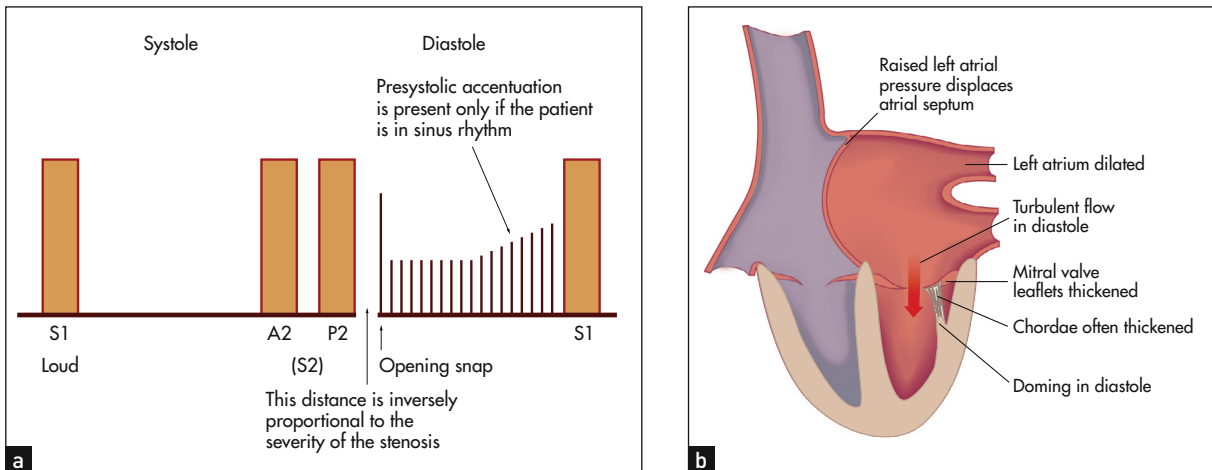 Systole
Diastole
Presystolic accentuation
is present only if the patient
is in sinus rhythm
S1
A2
P2
S1
Loud
(S2)
Opening snap
This distance is inversely
proportional to the
severity of the stenosis
a
Raised left atrial
pressure displaces
atrial septum
Left atrium dilated
Turbulent flow
in diastole
Mitral valve
leaflets thickened
Chordae often thickened
Doming in diastole
b